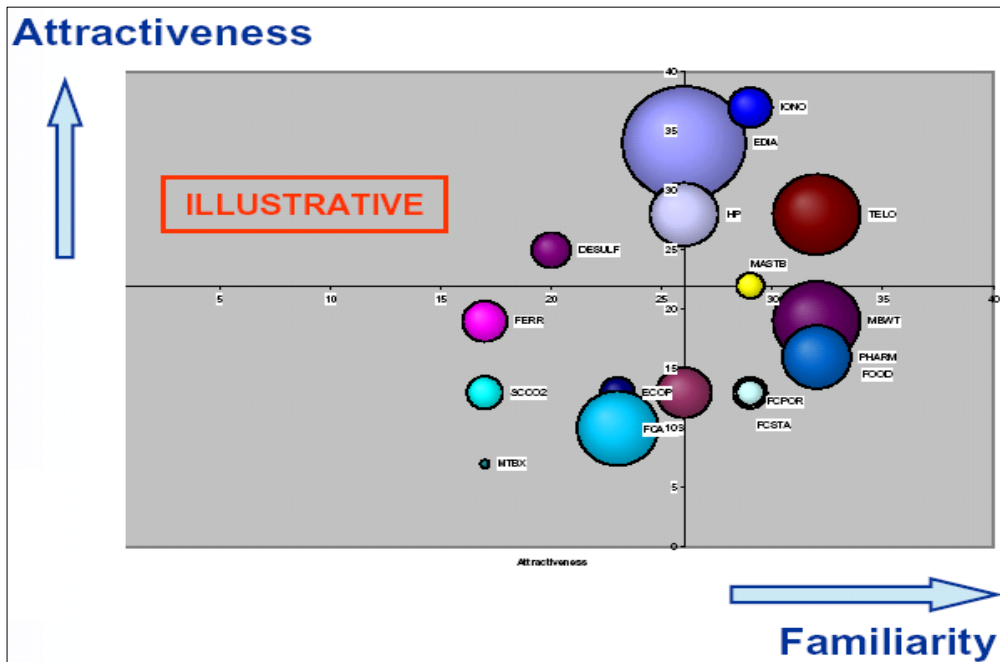 Attractiveness
40
IONO
35
EDIA
ILLUSTRATIVE
30
HP
TELO
DESULF
25
MASTB
5
10
15
20
25
30
35
40
20
FERR
MBWT
PHARM
15
FOOD
SCCO2
ECOP
FCPOR
FCA
FCSTA
MTBX
5
0
Attractiveness
Familiarity